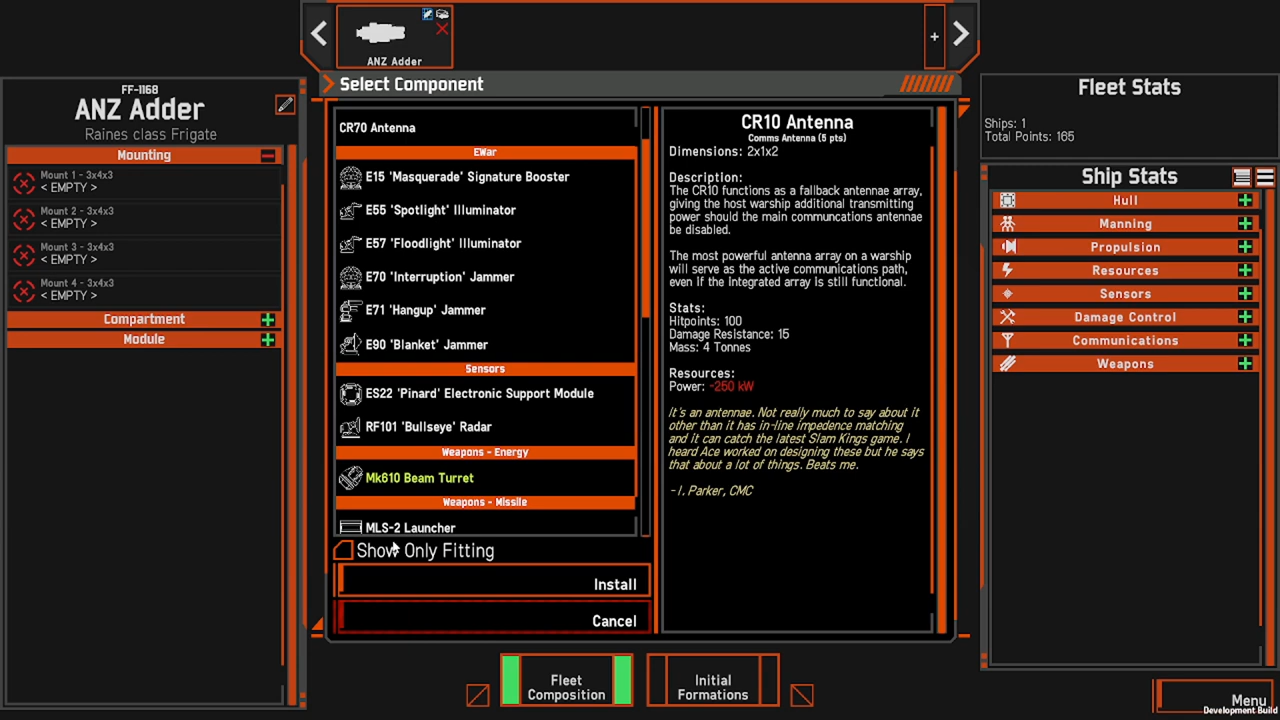 ANZ Adder
+
Select Component
FF-1168
ANZ Adder
Raines class Frigate
Mounting
Mount 1 - 3x4x3
< EMPTY >
Mount 2 - 3x4x3
< EMPTY >
Mount 3 - 3x4x3
< EMPTY >
Mount 4 - 3x4x3
< EMPTY >
Compartment
Module
CR70 Antenna
EWar
E15 'Masquerade' Signature Booster
E55 'Spotlight' Illuminator
E57 'Floodlight' Illuminator
E70 'Interruption' Jammer
E71 'Hangup' Jammer
E90 'Blanket' Jammer
Sensors
ES22 'Pinard' Electronic Support Module
RF101 'Bullseye' Radar
Weapons - Energy
Mk610 Beam Turret
Weapons - Missile
MLS-2 Launcher
Show Only Fitting
Install
Cancel
CR10 Antenna
Comms Antenna (5 pts)
Dimensions: 2x1x2
Description:
The CR10 functions as a fallback antennae array,
giving the host warship additional transmitting
power should the main communcations antennae
be disabled.
The most powerful antenna array on a warship
will serve as the active communications path,
even if the integrated array is still functional.
Stats:
Hitpoints: 100
Damage Resistance: 15
Mass: 4 Tonnes
Resources:
Power: -250 kW
It's an antennae. Not really much to say about it
other than it has in-line impedence matching
and it can catch the latest Slam Kings game. I
heard Ace worked on designing these but he says
that about a lot of things. Beats me.
- I. Parker, CMC
Fleet Stats
Ships: 1
Total Points: 165
Ship Stats
Hull
Manning
Propulsion
Resources
Sensors
Damage Control
Communications
Weapons
Fleet
Composition
Initial
Formations
Menu
Development Build